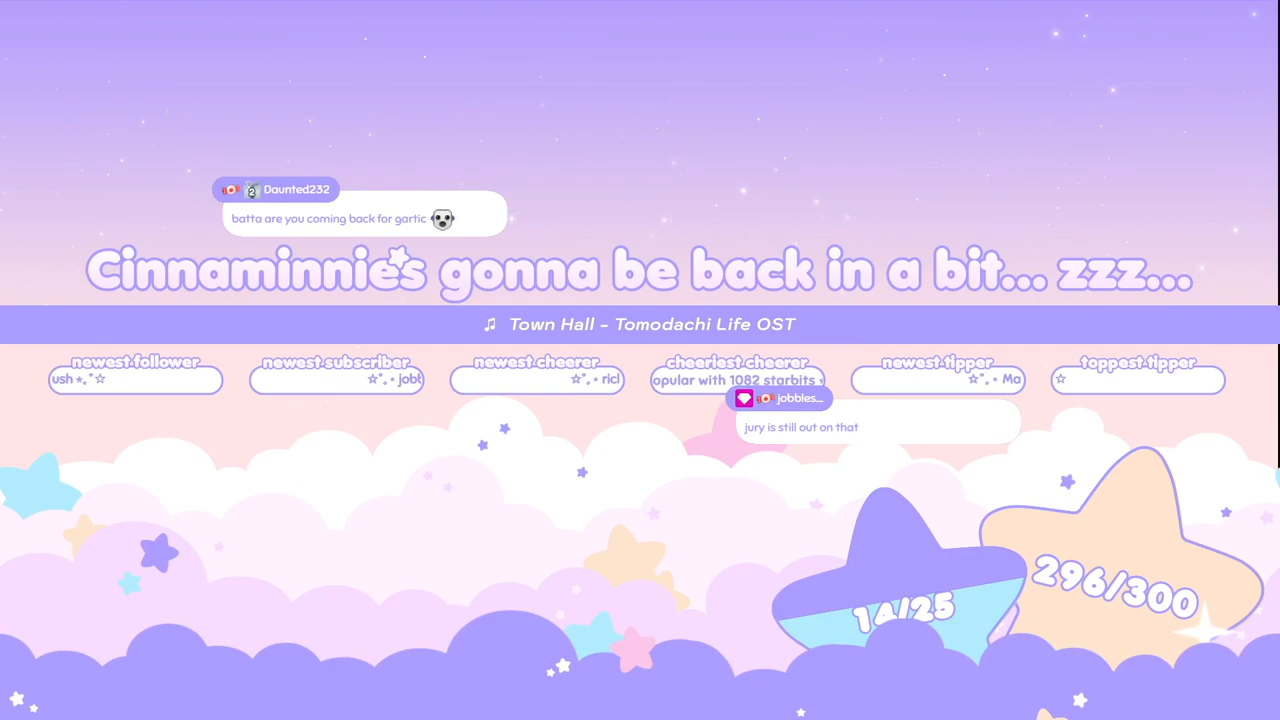 Daunted232
batta are you coming back for gartic
Cinnaminnie's gonna be back in a bit... zzz...
♫ Town Hall - Tomodachi Life OST
newest follower
newest subscriber
newest cheerer
cheeriest cheerer
newest tipper
toppest tipper
ush ⋆｡˚☆
☆˚｡⋆ jobt
☆˚｡⋆ ricl
opular with 1082 starbits
☆˚｡⋆ Ma
☆
jobbles...
jury is still out on that
296/300
14/25